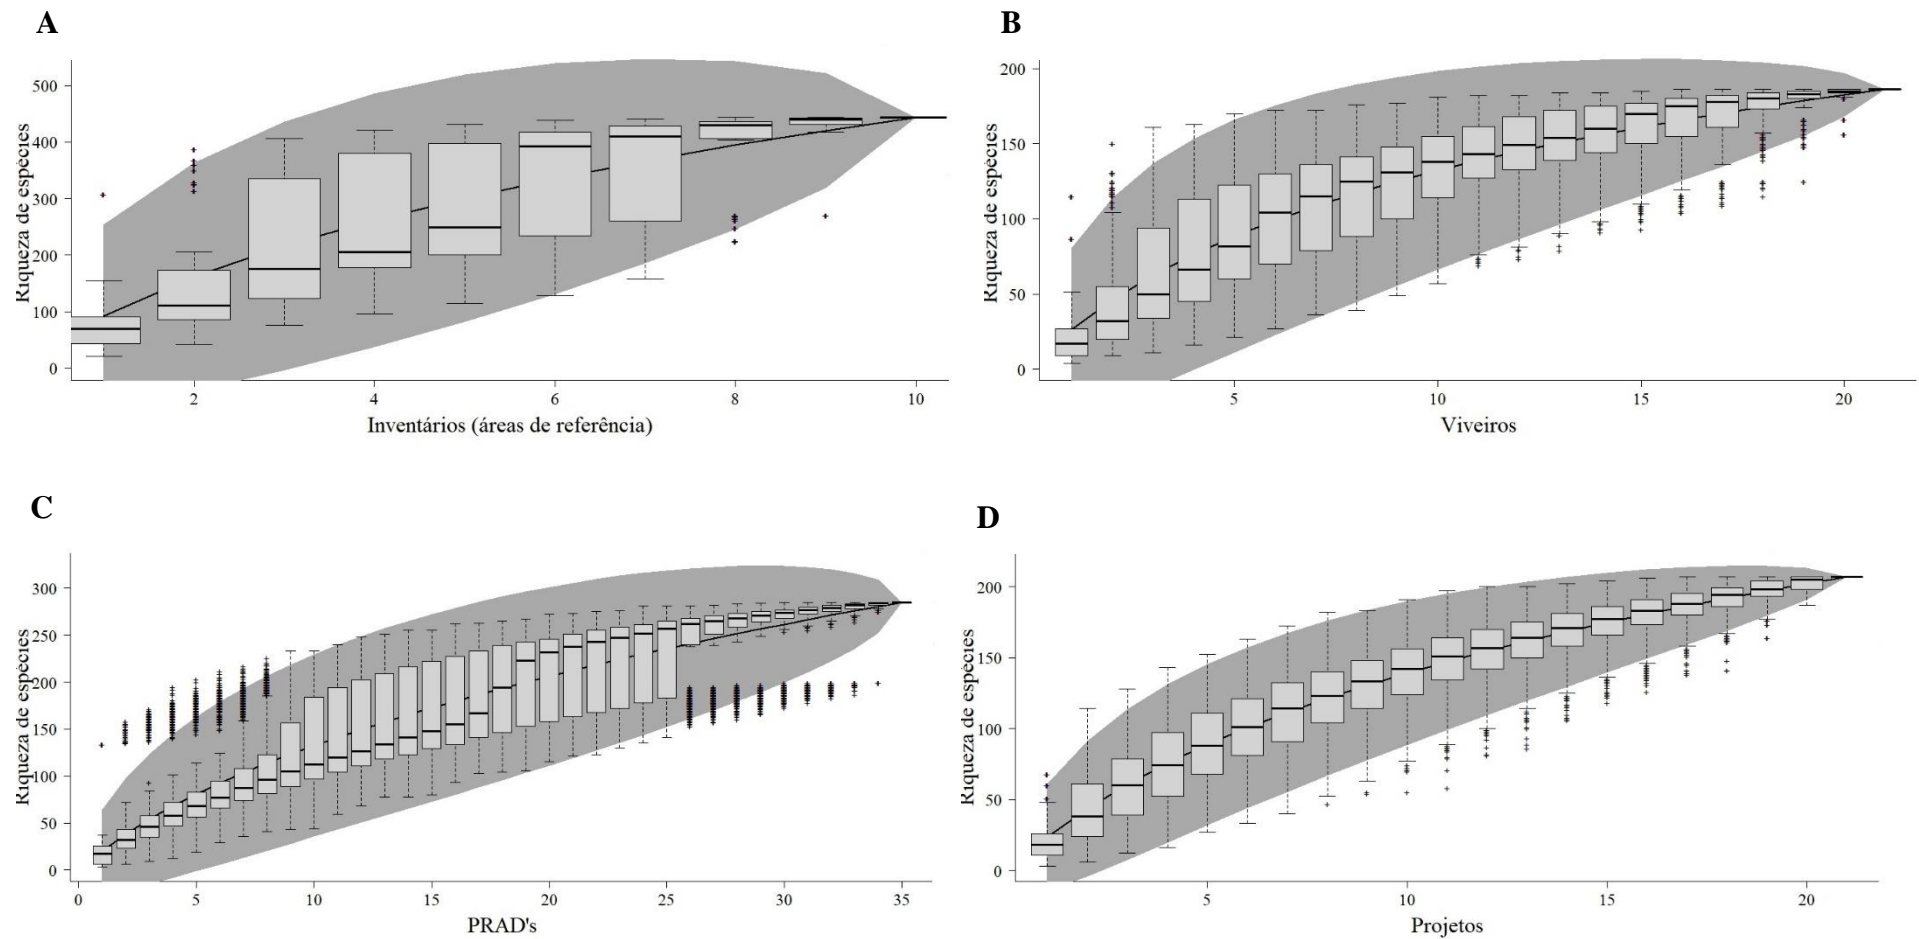 A
Riqueza de espécies
500
400
300
200
100
0
2 4 6 8 10
Inventários (áreas de referência)
B
Riqueza de espécies
200
150
100
50
0
5 10 15 20
Viveiros
C
Riqueza de espécies
300
250
200
150
100
50
0
0 5 10 15 20 25 30 35
PRAD's
D
Riqueza de espécies
200
150
100
50
0
5 10 15 20
Projetos